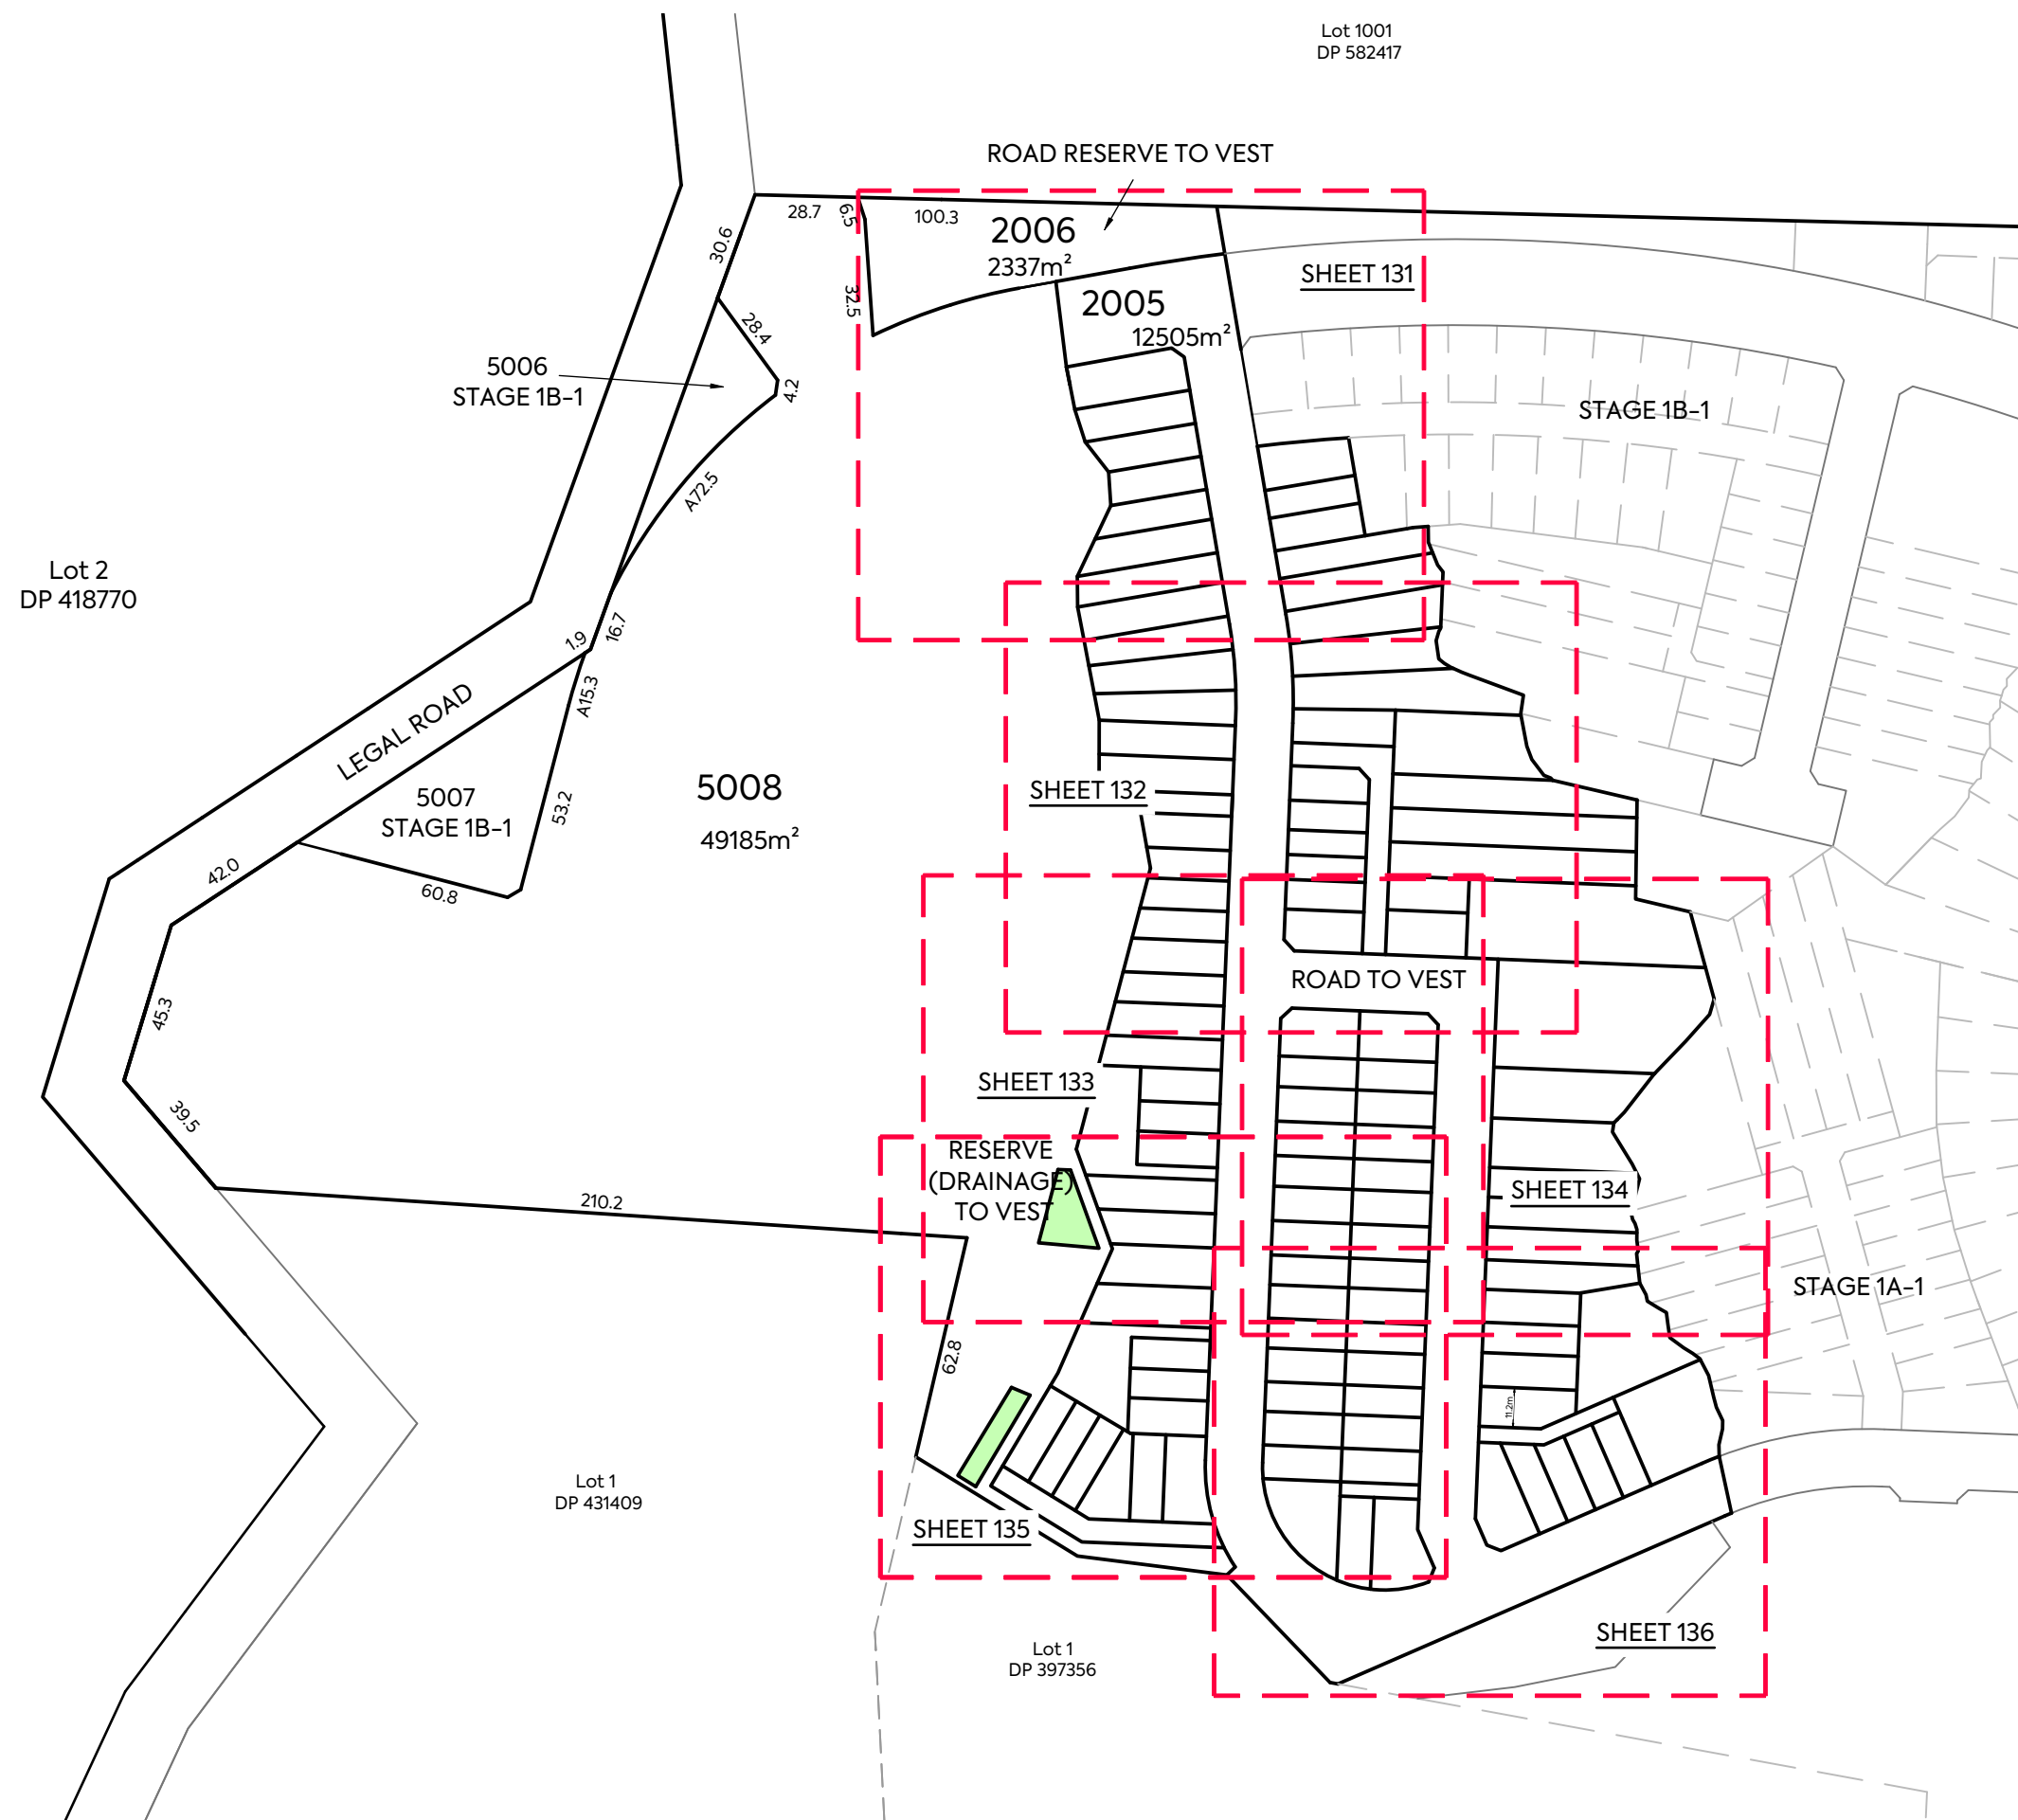 Lot 1001
DP 582417
ROAD RESERVE TO VEST
28.7
6.5
100.3
2006
2337m²
30.6
SHEET 131
32.5
2005
12505m²
28.4
5006
STAGE 1B-1
4.2
STAGE 1B-1
A72.5
Lot 2
DP 418770
1.9
16.7
A15.3
LEGAL ROAD
5007
STAGE 1B-1
53.2
5008
49185m²
SHEET 132
42.0
60.8
ROAD TO VEST
45.3
39.5
SHEET 133
RESERVE
(DRAINAGE)
TO VEST
SHEET 134
210.2
STAGE 1A-1
62.8
11.2m
Lot 1
DP 431409
SHEET 135
Lot 1
DP 397356
SHEET 136